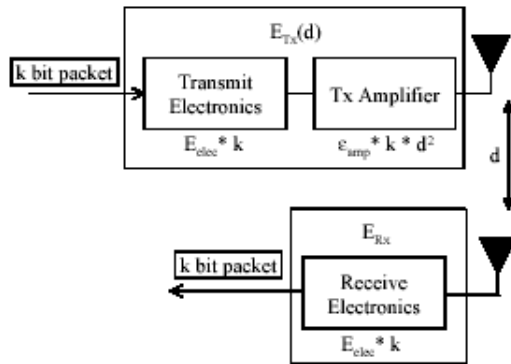 E_Tx(d)
k bit packet
Transmit
Electronics
Tx Amplifier
E_elec* k
ε_amp* k * d²
d
E_Rx
k bit packet
Receive
Electronics
E_elec* k